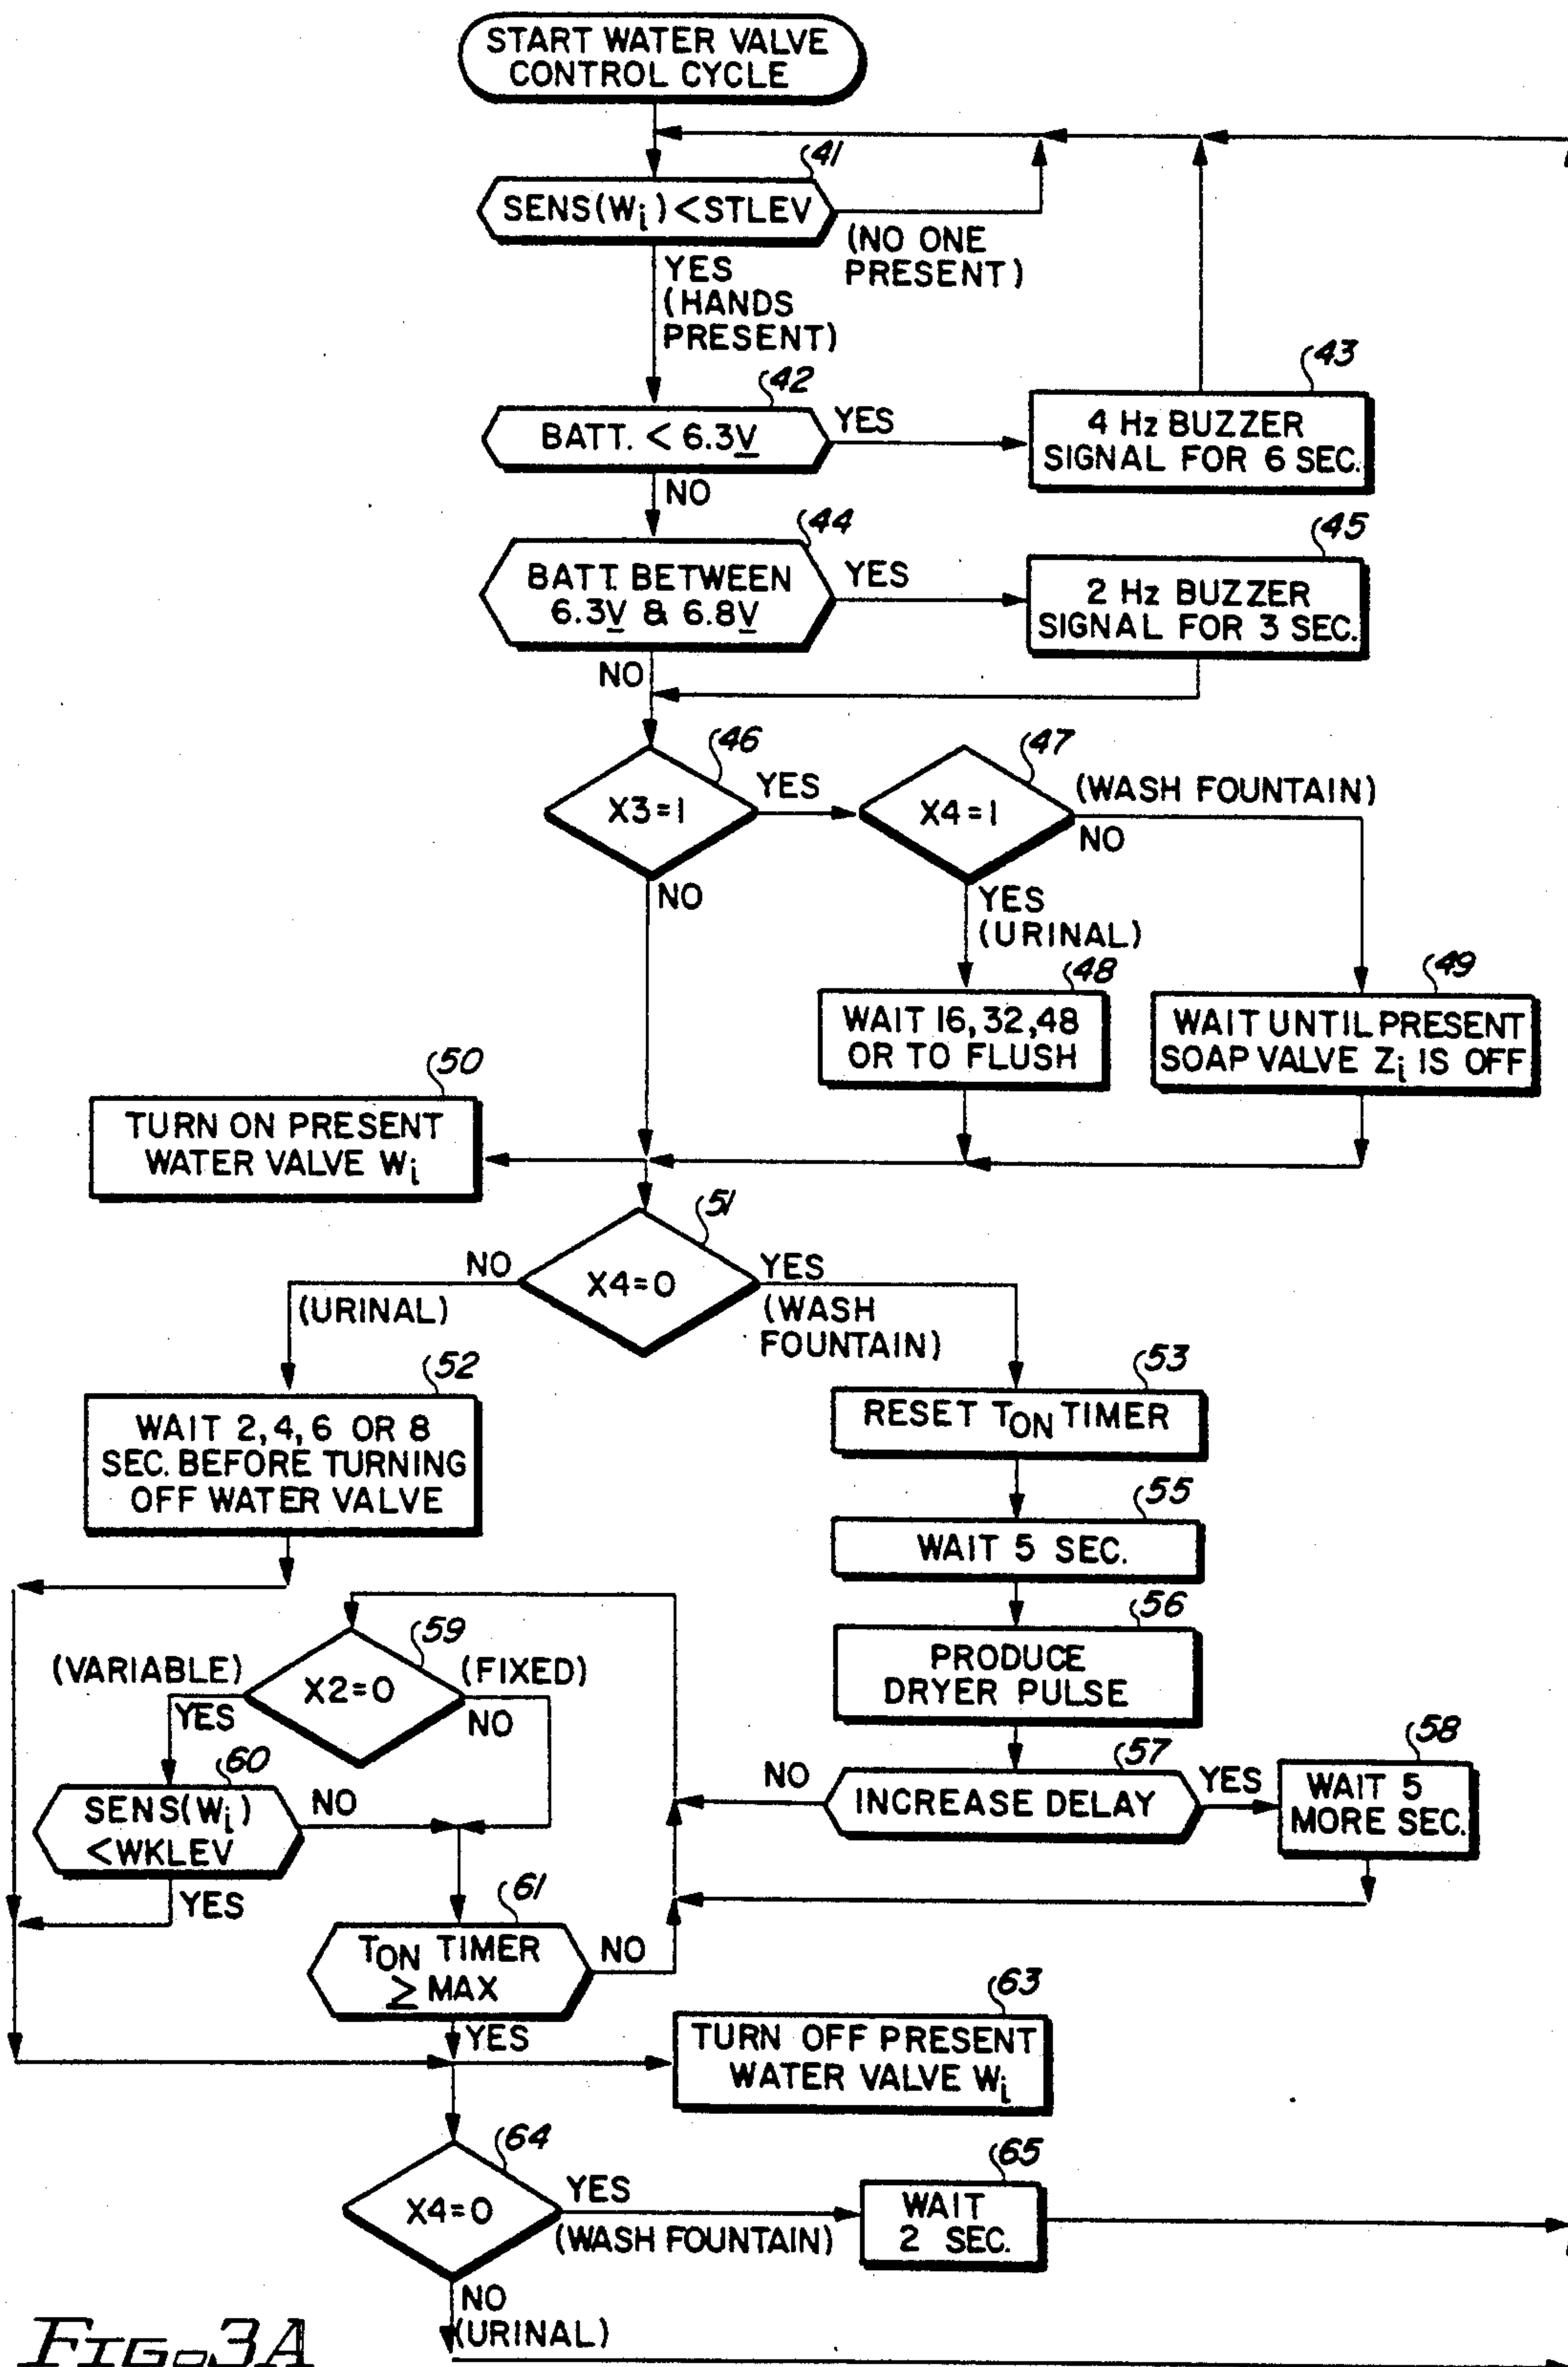 START WATER VALVE
CONTROL CYCLE
41
SENS(Wi)<STLEV
(NO ONE
PRESENT)
YES
(HANDS
PRESENT)
42
BATT. < 6.3V
YES
43
4 Hz BUZZER
SIGNAL FOR 6 SEC.
NO
44
BATT. BETWEEN
6.3V & 6.8V
YES
45
2 Hz BUZZER
SIGNAL FOR 3 SEC.
NO
46
X3=1
YES
47
X4=1
(WASH FOUNTAIN)
NO
NO
YES
(URINAL)
48
WAIT 16,32,48
OR TO FLUSH
49
WAIT UNTIL PRESENT
SOAP VALVE Zi IS OFF
50
TURN ON PRESENT
WATER VALVE Wi
51
X4=0
NO
(URINAL)
YES
(WASH
FOUNTAIN)
52
WAIT 2,4,6 OR 8
SEC. BEFORE TURNING
OFF WATER VALVE
53
RESET TON TIMER
55
WAIT 5 SEC.
56
PRODUCE
DRYER PULSE
57
INCREASE DELAY
NO
YES
58
WAIT 5
MORE SEC.
59
X2=0
(VARIABLE)
YES
(FIXED)
NO
60
SENS(Wi)
<WKLEV
NO
YES
61
TON TIMER
≥ MAX
NO
YES
63
TURN OFF PRESENT
WATER VALVE Wi
64
X4=0
YES
(WASH FOUNTAIN)
65
WAIT
2 SEC.
NO
(URINAL)
FIG. 3A